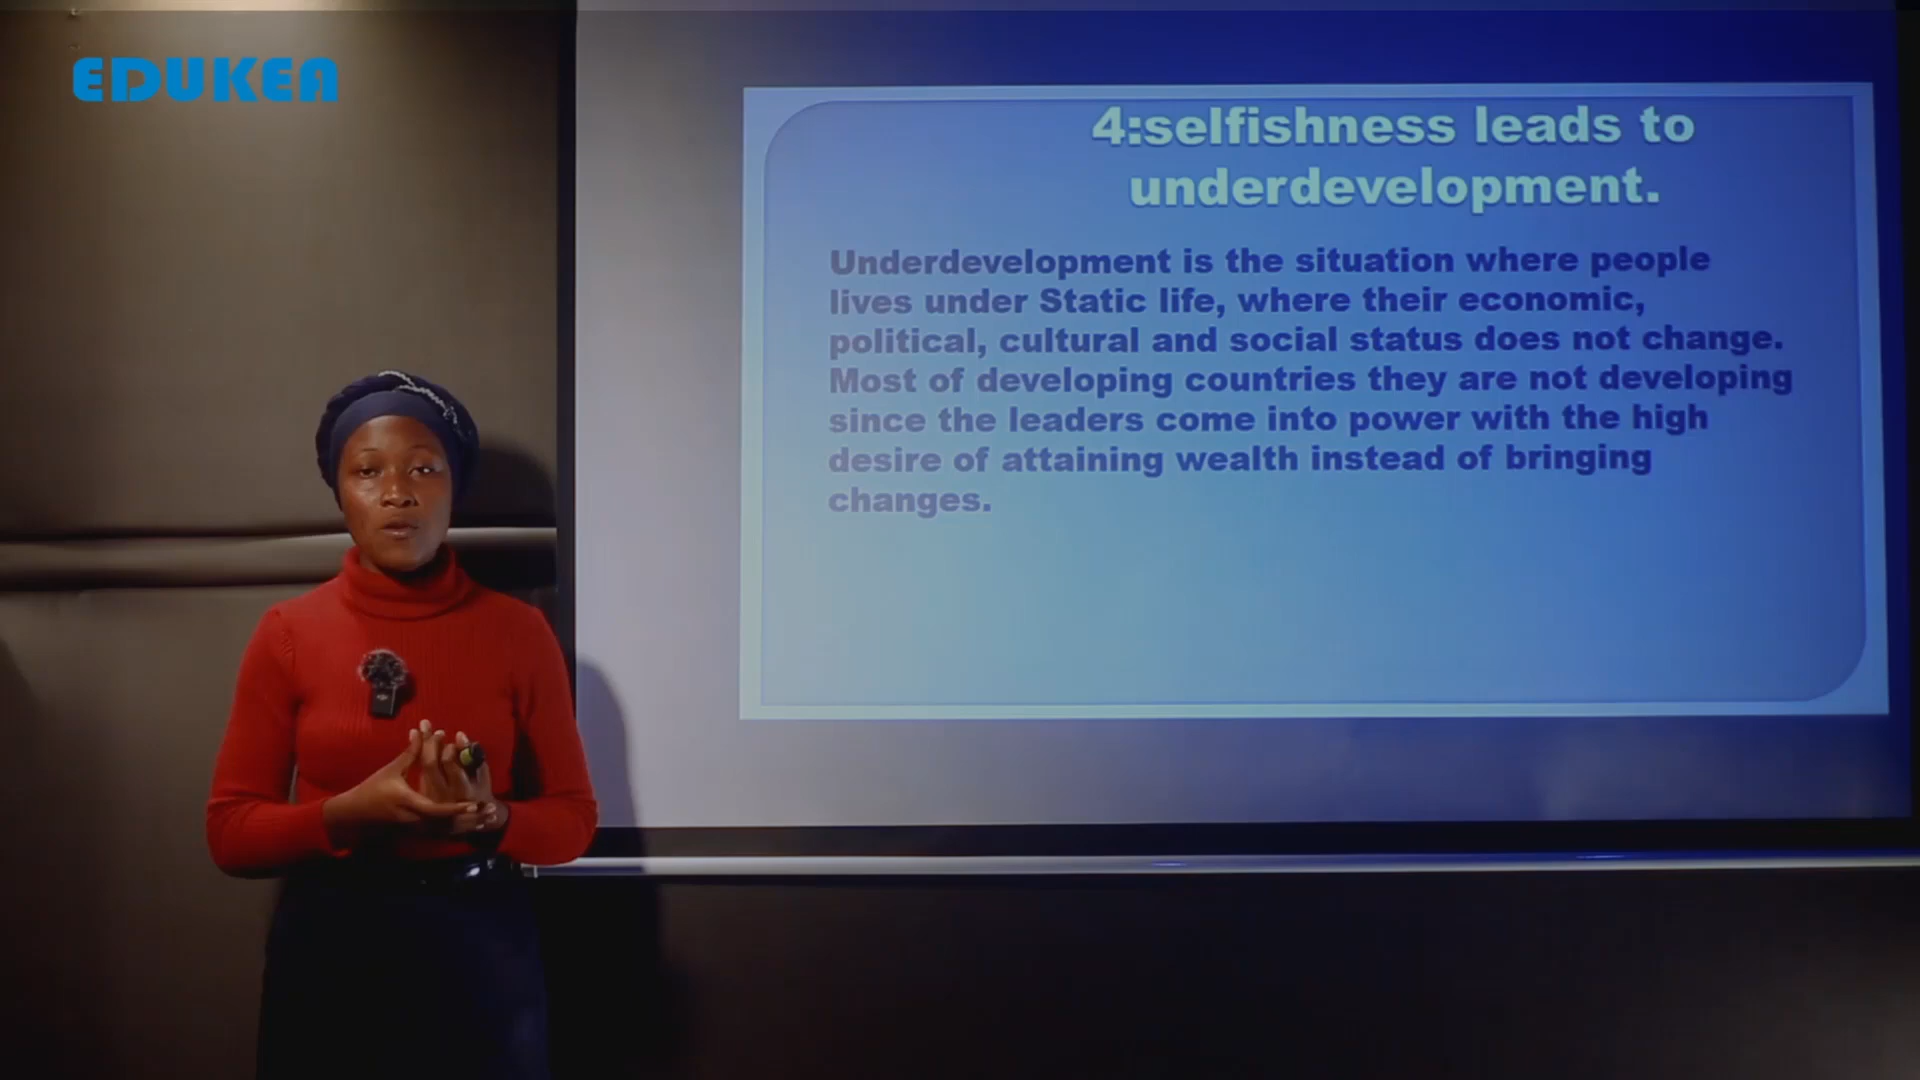 EDUKEA
4:selfishness leads to
underdevelopment.
Underdevelopment is the situation where people
lives under Static life, where their economic,
political, cultural and social status does not change.
Most of developing countries they are not developing
since the leaders come into power with the high
desire of attaining wealth instead of bringing
changes.